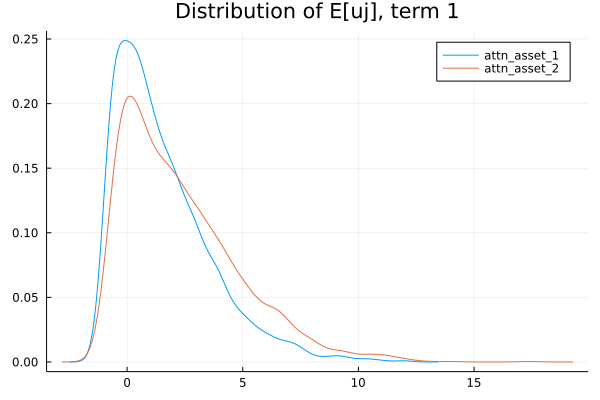 Distribution of E[uj], term 1
attn_asset_1
attn_asset_2
0.25
0.20
0.15
0.10
0.05
0.00
0 5 10 15